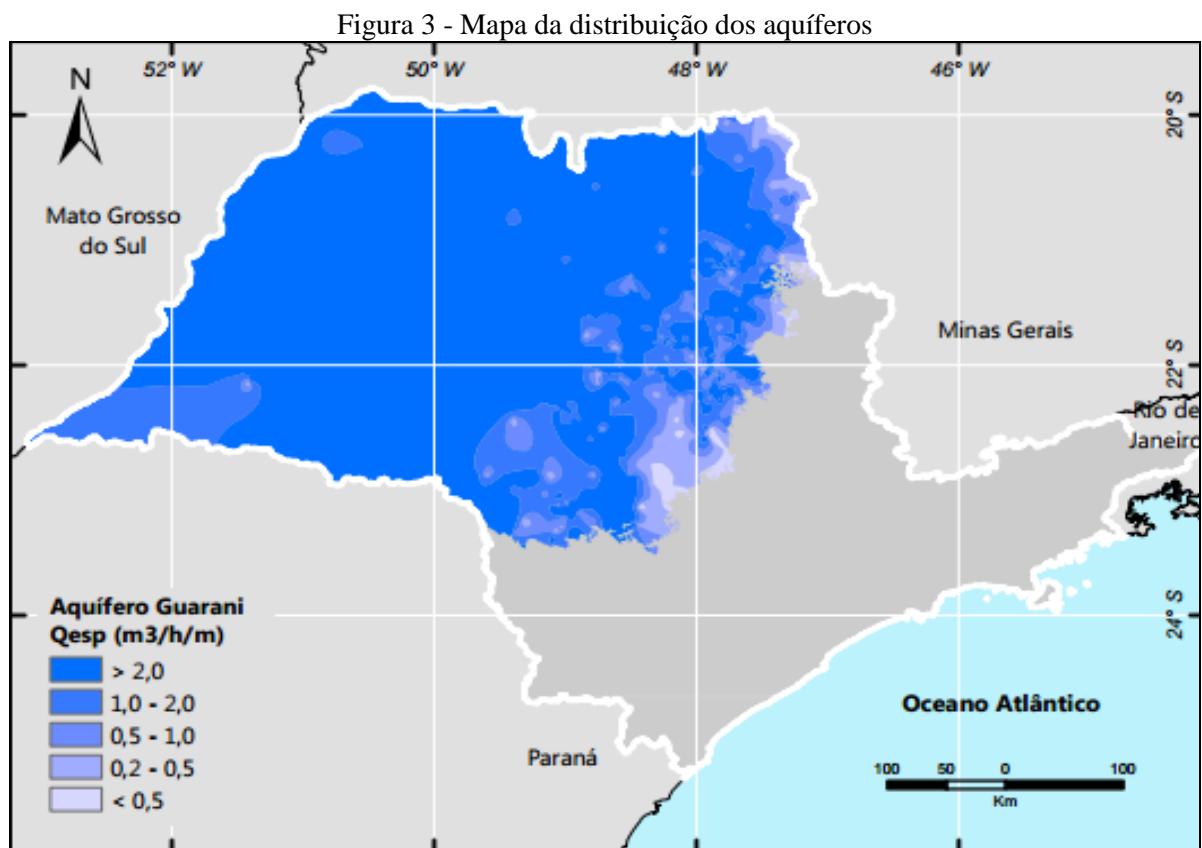 Figura 3 - Mapa da distribuição dos aquíferos
52° W
50° W
48° W
46° W
N
20° S
Mato Grosso
do Sul
Minas Gerais
22° S
Rio de
Janeiro
Aquífero Guarani
Qesp (m3/h/m)
> 2,0
1,0 - 2,0
0,5 - 1,0
0,2 - 0,5
< 0,5
24° S
Paraná
Oceano Atlântico
100 50 0 100
Km